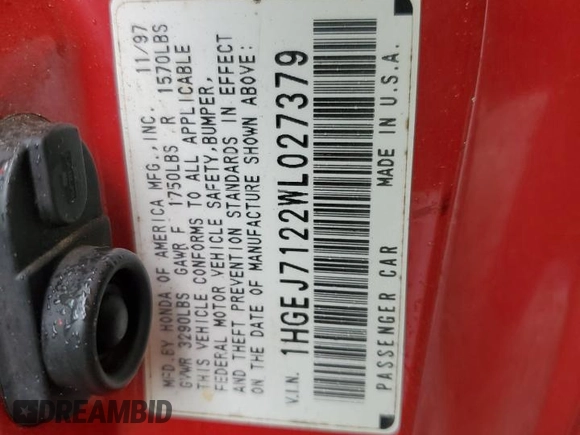 MFD.BY HONDA OF AMERICA MFG.,INC. 11/97
GVWR 3290LBS GAWR F 1750LBS R 1570LBS
THIS VEHICLE CONFORMS TO ALL APPLICABLE
FEDERAL MOTOR VEHICLE SAFETY,BUMPER,
AND THEFT PREVENTION STANDARDS IN EFFECT
ON THE DATE OF MANUFACTURE SHOWN ABOVE:
V.I.N. 1HGEJ7122WL027379
PASSENGER CAR MADE IN U.S.A.
DREAMBID